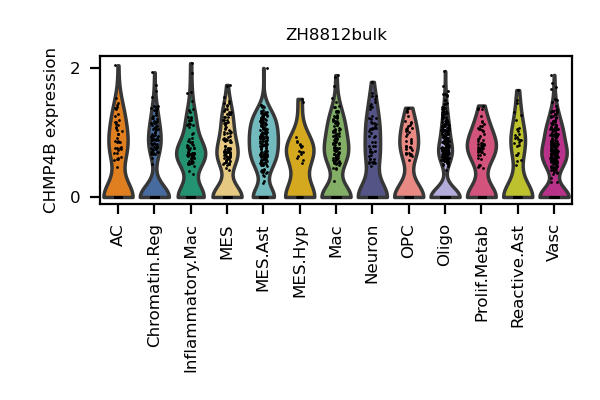 ZH8812bulk
CHMP4B expression
2
0
AC
Chromatin.Reg
Inflammatory.Mac
MES
MES.Ast
MES.Hyp
Mac
Neuron
OPC
Oligo
Prolif.Metab
Reactive.Ast
Vasc